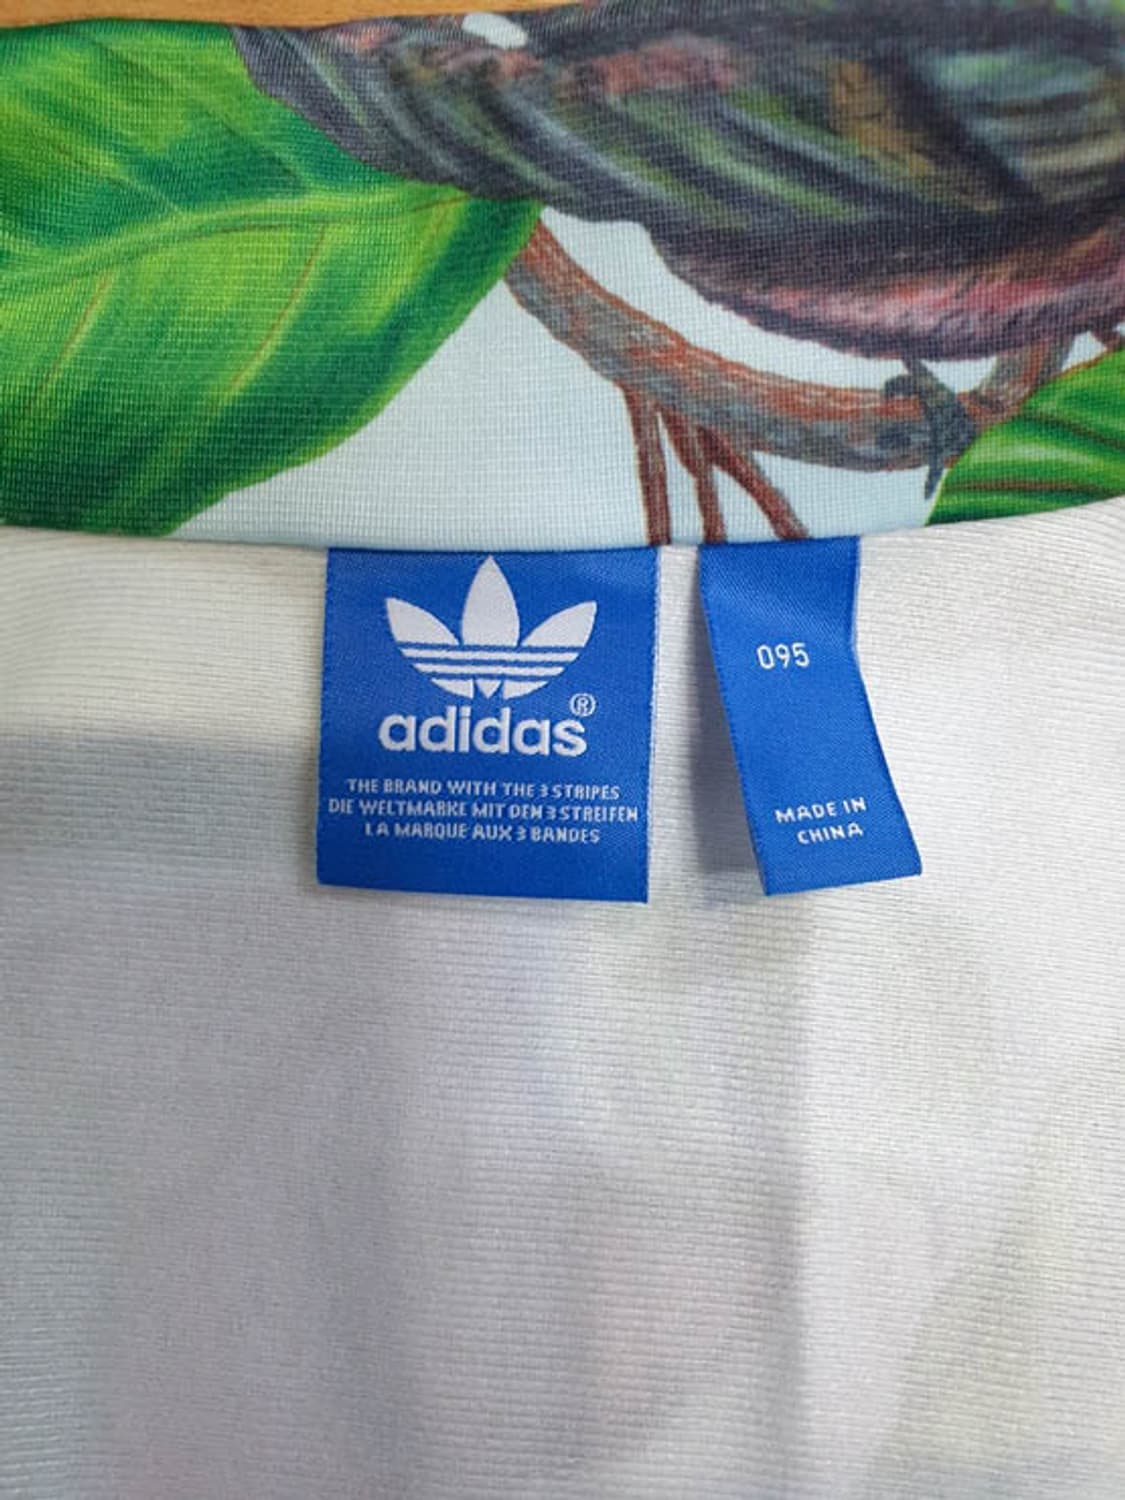 adidas®
THE BRAND WITH THE 3 STRIPES
DIE WELTMARKE MIT DEN 3 STREIFEN
LA MARQUE AUX 3 BANDES
095
MADE IN
CHINA